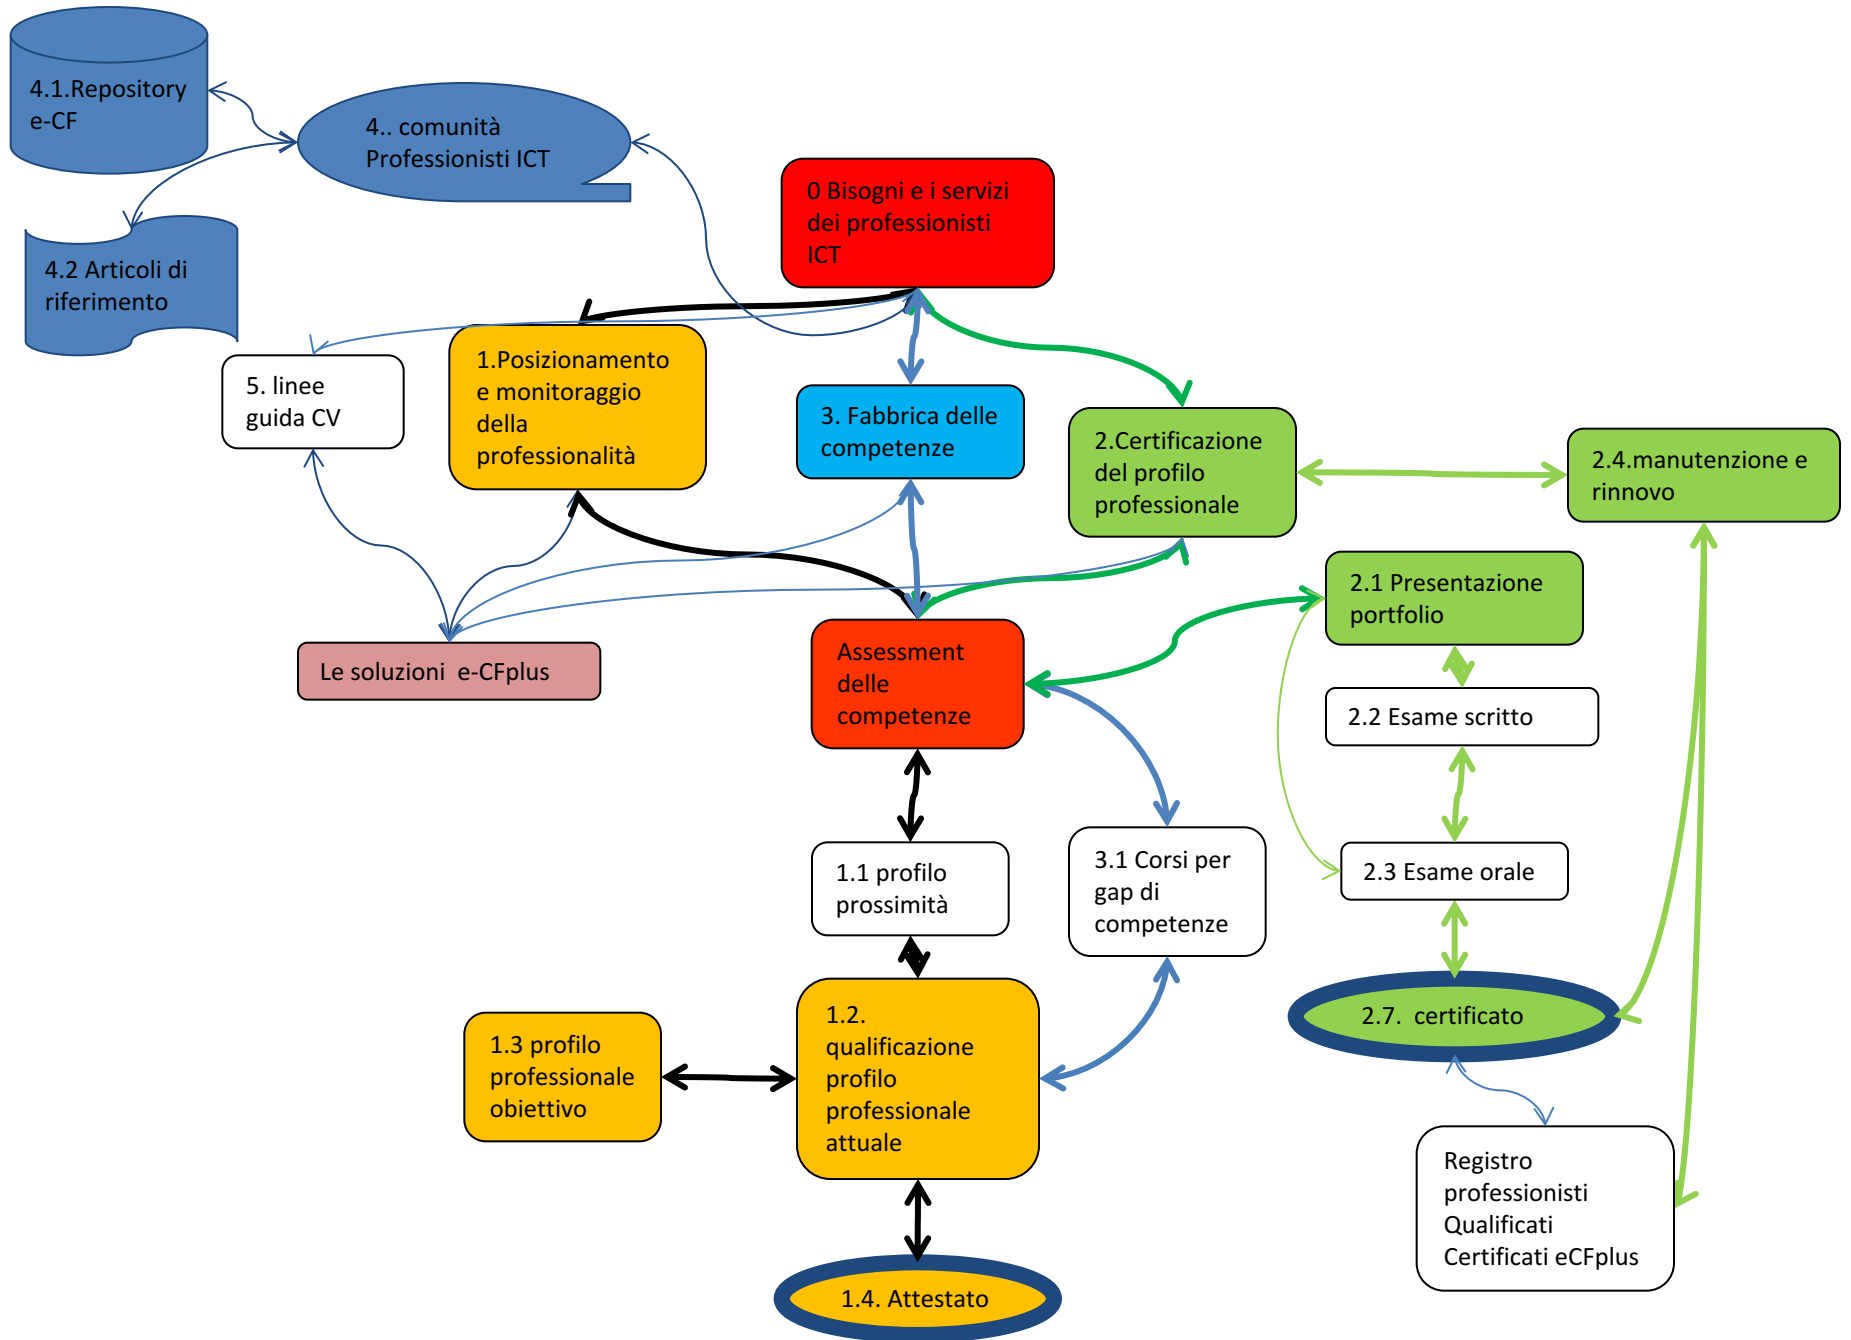 4.1.Repository
e-CF
4.. comunità
Professionisti ICT
0 Bisogni e i servizi
dei professionisti
ICT
4.2 Articoli di
riferimento
5. linee
guida CV
1.Posizionamento
e monitoraggio
della
professionalità
3. Fabbrica delle
competenze
2.Certificazione
del profilo
professionale
2.4.manutenzione e
rinnovo
2.1 Presentazione
portfolio
Le soluzioni  e-CFplus
Assessment
delle
competenze
2.2 Esame scritto
1.1 profilo
prossimità
3.1 Corsi per
gap di
competenze
2.3 Esame orale
1.3 profilo
professionale
obiettivo
1.2.
qualificazione
profilo
professionale
attuale
2.7.  certificato
Registro
professionisti
Qualificati
Certificati eCFplus
1.4. Attestato